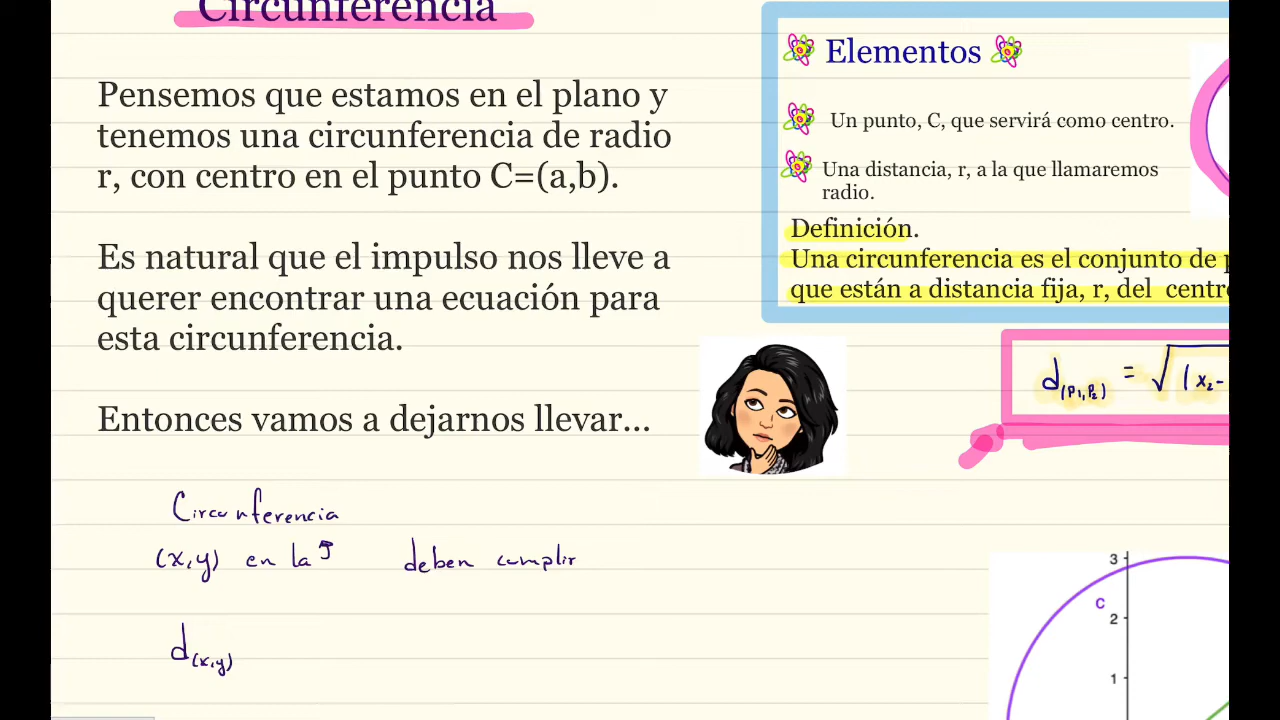 Circunferencia
Pensemos que estamos en el plano y
tenemos una circunferencia de radio
r, con centro en el punto C=(a,b).
Es natural que el impulso nos lleve a
querer encontrar una ecuación para
esta circunferencia.
Entonces vamos a dejarnos llevar...
Circunferencia
(x,y) en la deben cumplir
d(x,y)
Elementos
Un punto, C, que servirá como centro.
Una distancia, r, a la que llamaremos
radio.
Definición.
Una circunferencia es el conjunto de
que están a distancia fija, r, del centro
d(P₁,P₂) = √(x₂-
3
C
2
1